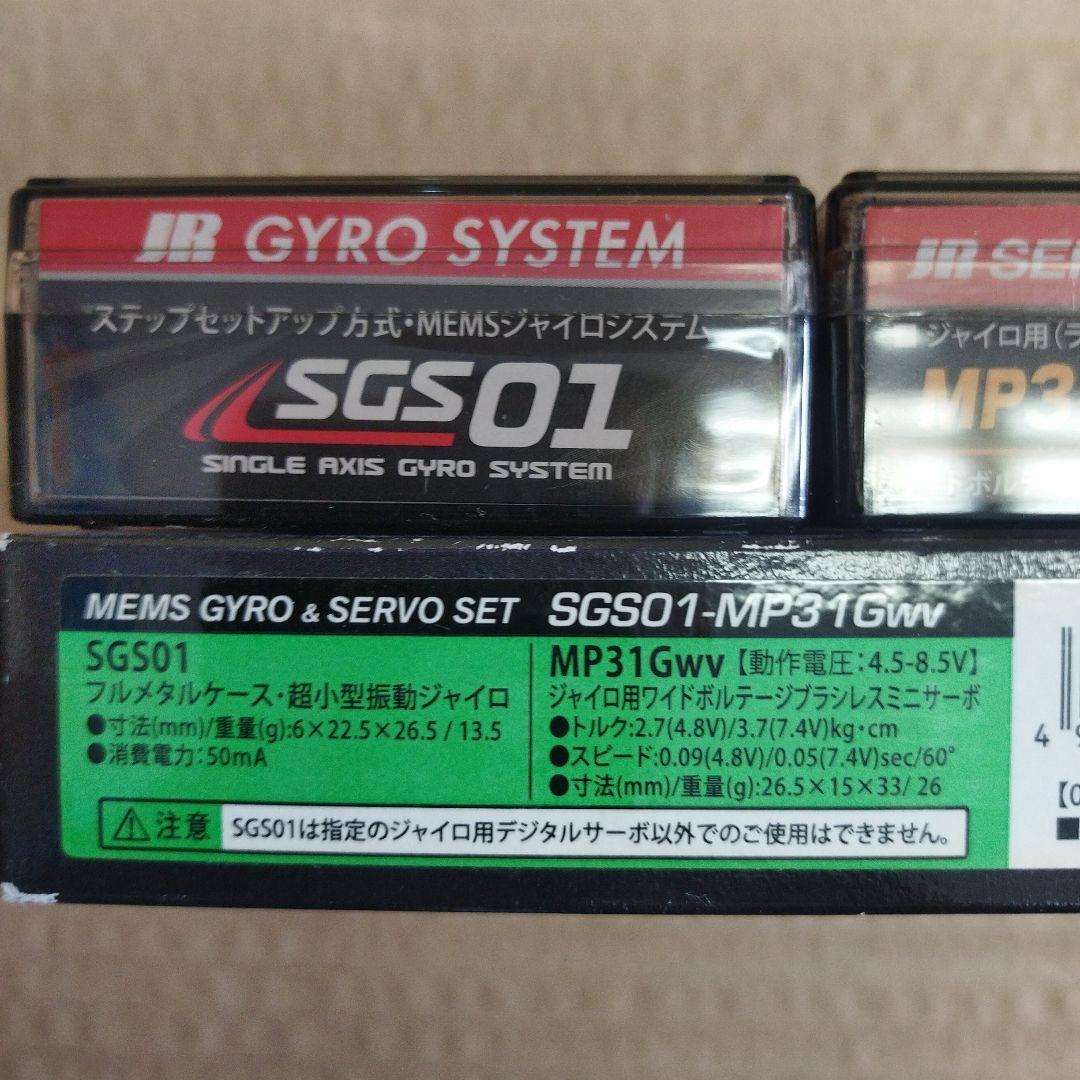 JR GYRO SYSTEM
ステップセットアップ方式・MEMSジャイロシステム
SGS01
SINGLE AXIS GYRO SYSTEM
JR
ジャイロ用
MP3
MEMS GYRO & SERVO SET SGS01-MP31Gwv
SGS01
フルメタルケース・超小型振動ジャイロ
●寸法(mm)/重量(g):6×22.5×26.5 / 13.5
●消費電力:50mA
MP31Gwv【動作電圧:4.5-8.5V】
ジャイロ用ワイドボルテージブラシレスミニサーボ
●トルク:2.7(4.8V)/3.7(7.4V)kg・cm
●スピード:0.09(4.8V)/0.05(7.4V)sec/60°
●寸法(mm)/重量(g):26.5×15×33/ 26
注意 SGS01は指定のジャイロ用デジタルサーボ以外でのご使用はできません。
4
【0